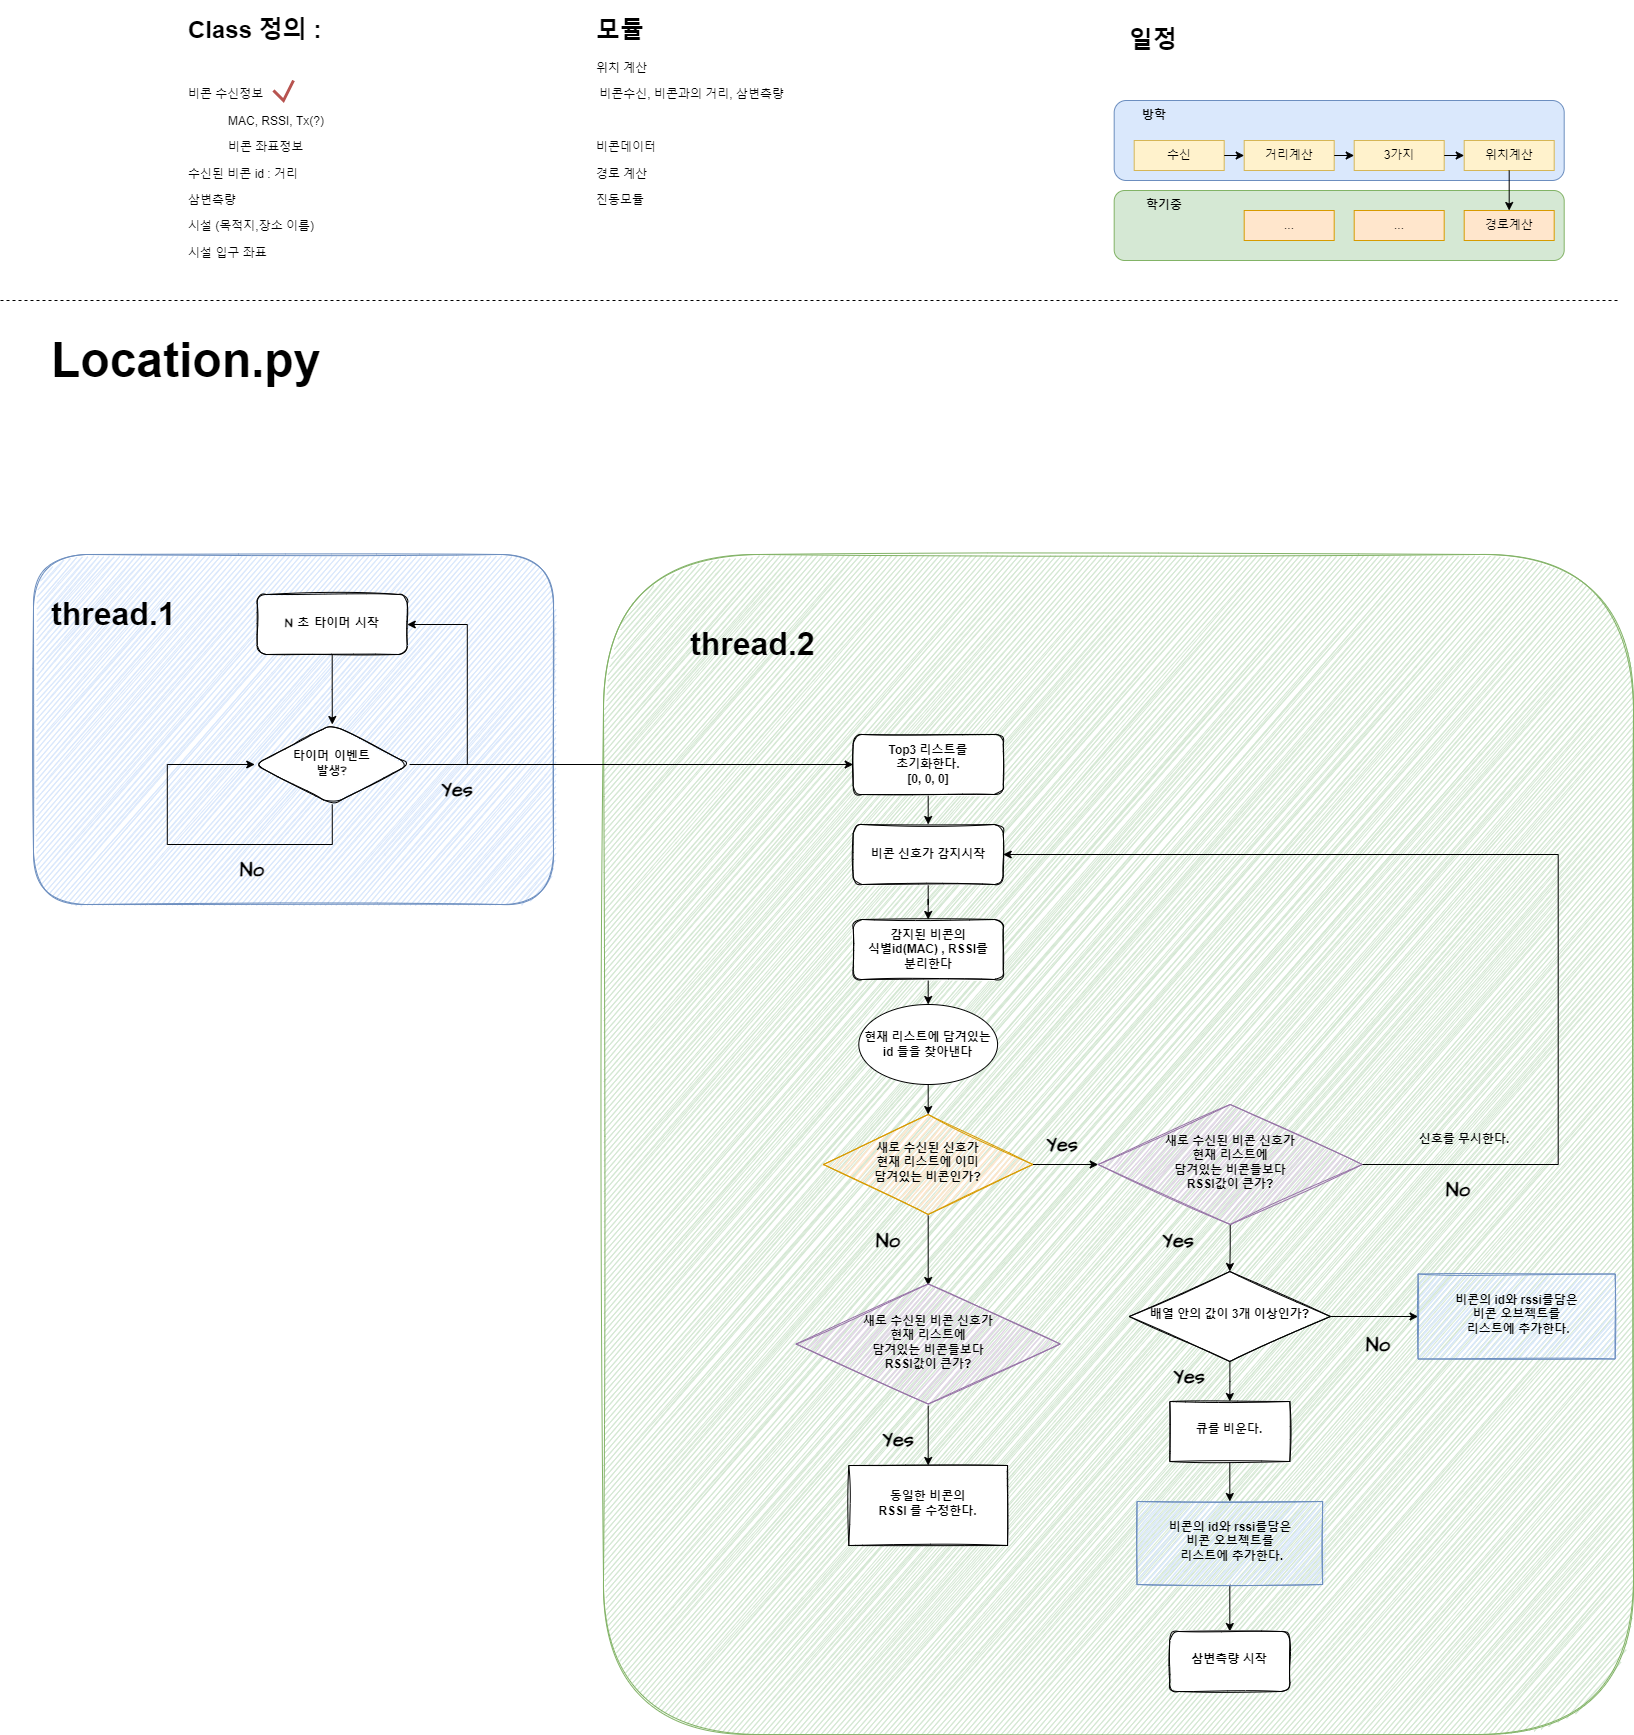 Class 정의 :
비콘 수신정보
MAC, RSSI, Tx(?)
비콘 좌표정보
수신된 비콘 id : 거리
삼변측량
시설 (목적지,장소 이름)
시설 입구 좌표
모듈
위치 계산
비콘수신, 비콘과의 거리, 삼변측량
비콘데이터
경로 계산
진동모듈
일정
방학
수신
거리계산
3가지
위치계산
학기중
...
...
경로계산
Location.py
thread.1
N 초 타이머 시작
타이머 이벤트
발생?
Yes
No
thread.2
Top3 리스트를
초기화한다.
[0, 0, 0]
비콘 신호가 감지시작
감지된 비콘의
식별id(MAC) , RSSI를
분리한다
현재 리스트에 담겨있는
id 들을 찾아낸다
새로 수신된 신호가
현재 리스트에 이미
담겨있는 비콘인가?
Yes
새로 수신된 비콘 신호가
현재 리스트에
담겨있는 비콘들보다
RSSI값이 큰가?
신호를 무시한다.
No
No
Yes
새로 수신된 비콘 신호가
현재 리스트에
담겨있는 비콘들보다
RSSI값이 큰가?
배열 안의 값이 3개 이상인가?
No
비콘의 id와 rssi를담은
비콘 오브젝트를
리스트에 추가한다.
Yes
Yes
큐를 비운다.
동일한 비콘의
RSSI 를 수정한다.
비콘의 id와 rssi를담은
비콘 오브젝트를
리스트에 추가한다.
삼변측량 시작